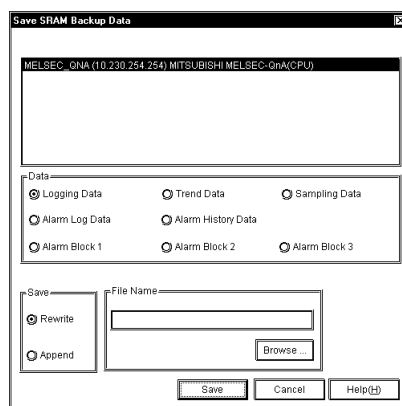 Save SRAM Backup Data
MELSEC_QNA (10.230.254.254) MITSUBISHI MELSEC-QnA(CPU)
Data
Logging Data Trend Data Sampling Data
Alarm Log Data Alarm History Data
Alarm Block 1 Alarm Block 2 Alarm Block 3
Save File Name
Rewrite
Append Browse ...
Save Cancel Help(H)